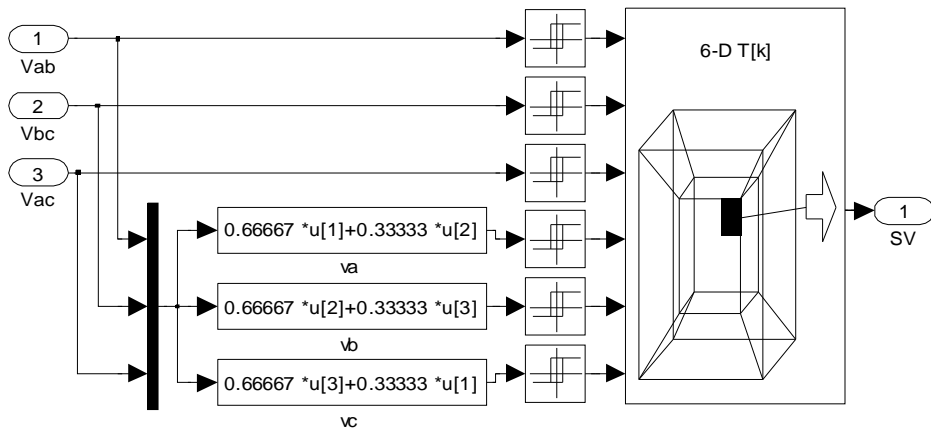 1
Vab
2
Vbc
3
Vac
0.66667 *u[1]+0.33333 *u[2]
va
0.66667 *u[2]+0.33333 *u[3]
vb
0.66667 *u[3]+0.33333 *u[1]
vc
6-D T[k]
1
SV